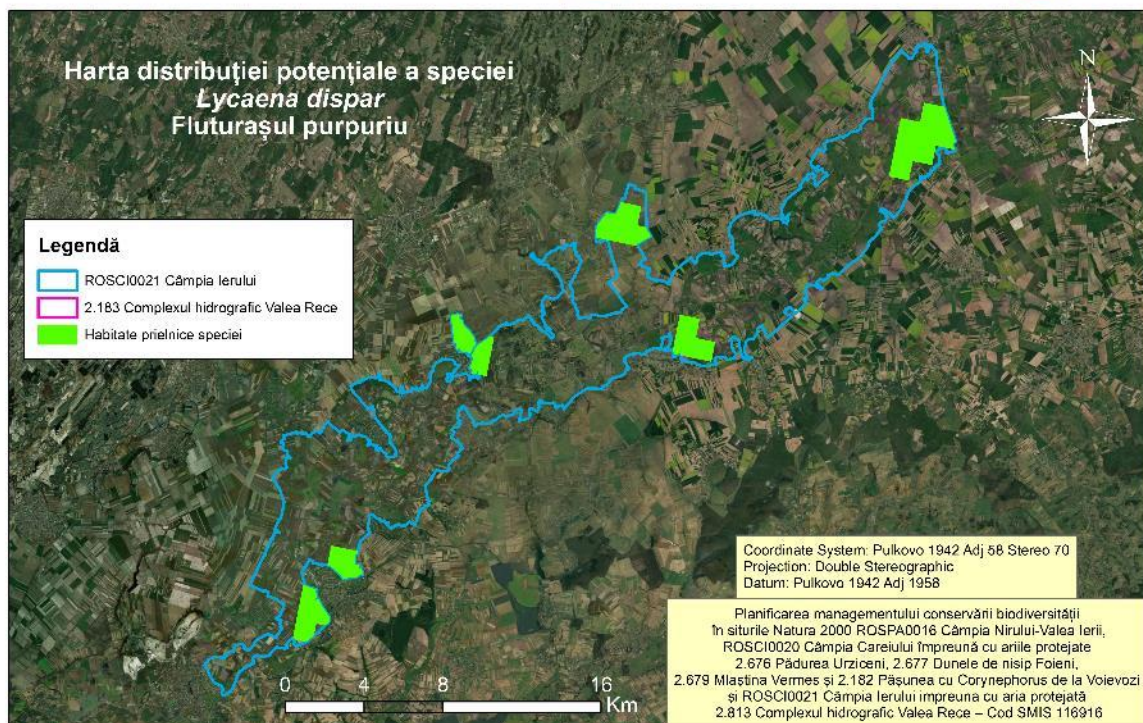 Harta distribuției potențiale a speciei
Lycaena dispar
Fluturașul purpuriu
N
Legendă
ROSCI0021 Câmpia Ierului
2.183 Complexul hidrografic Valea Rece
Habitate prielnice speciei
Coordinate System: Pulkovo 1942 Adj 58 Stereo 70
Projection: Double Stereographic
Datum: Pulkovo 1942 Adj 1958
Planificarea managementului conservării biodiversității
în siturile Natura 2000 ROSPA0016 Câmpia Nirului-Valea Ierii,
ROSCI0020 Câmpia Careiului împreună cu ariile protejate
2.676 Pădurea Urziceni, 2.677 Dunele de nisip Foieni,
2.679 Mlaștina Vermes și 2.182 Pășunea cu Corynephorus de la Voievozi
și ROSCI0021 Câmpia Ierului impreuna cu aria protejată
2.813 Complexul hidrografic Valea Rece – Cod SMIS 116916
0 4 8 16
Km